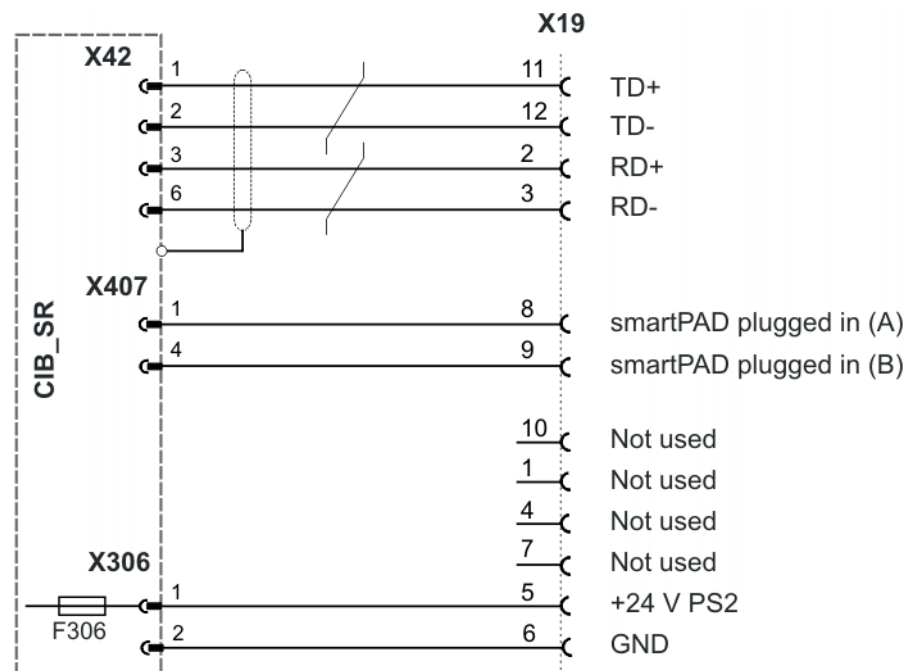 X19
X42
1 11 TD+
2 12 TD-
3 2 RD+
6 3 RD-
X407
1 8 smartPAD plugged in (A)
4 9 smartPAD plugged in (B)
CIB_SR
10 Not used
1 Not used
4 Not used
7 Not used
X306
1 5 +24 V PS2
F306
2 6 GND